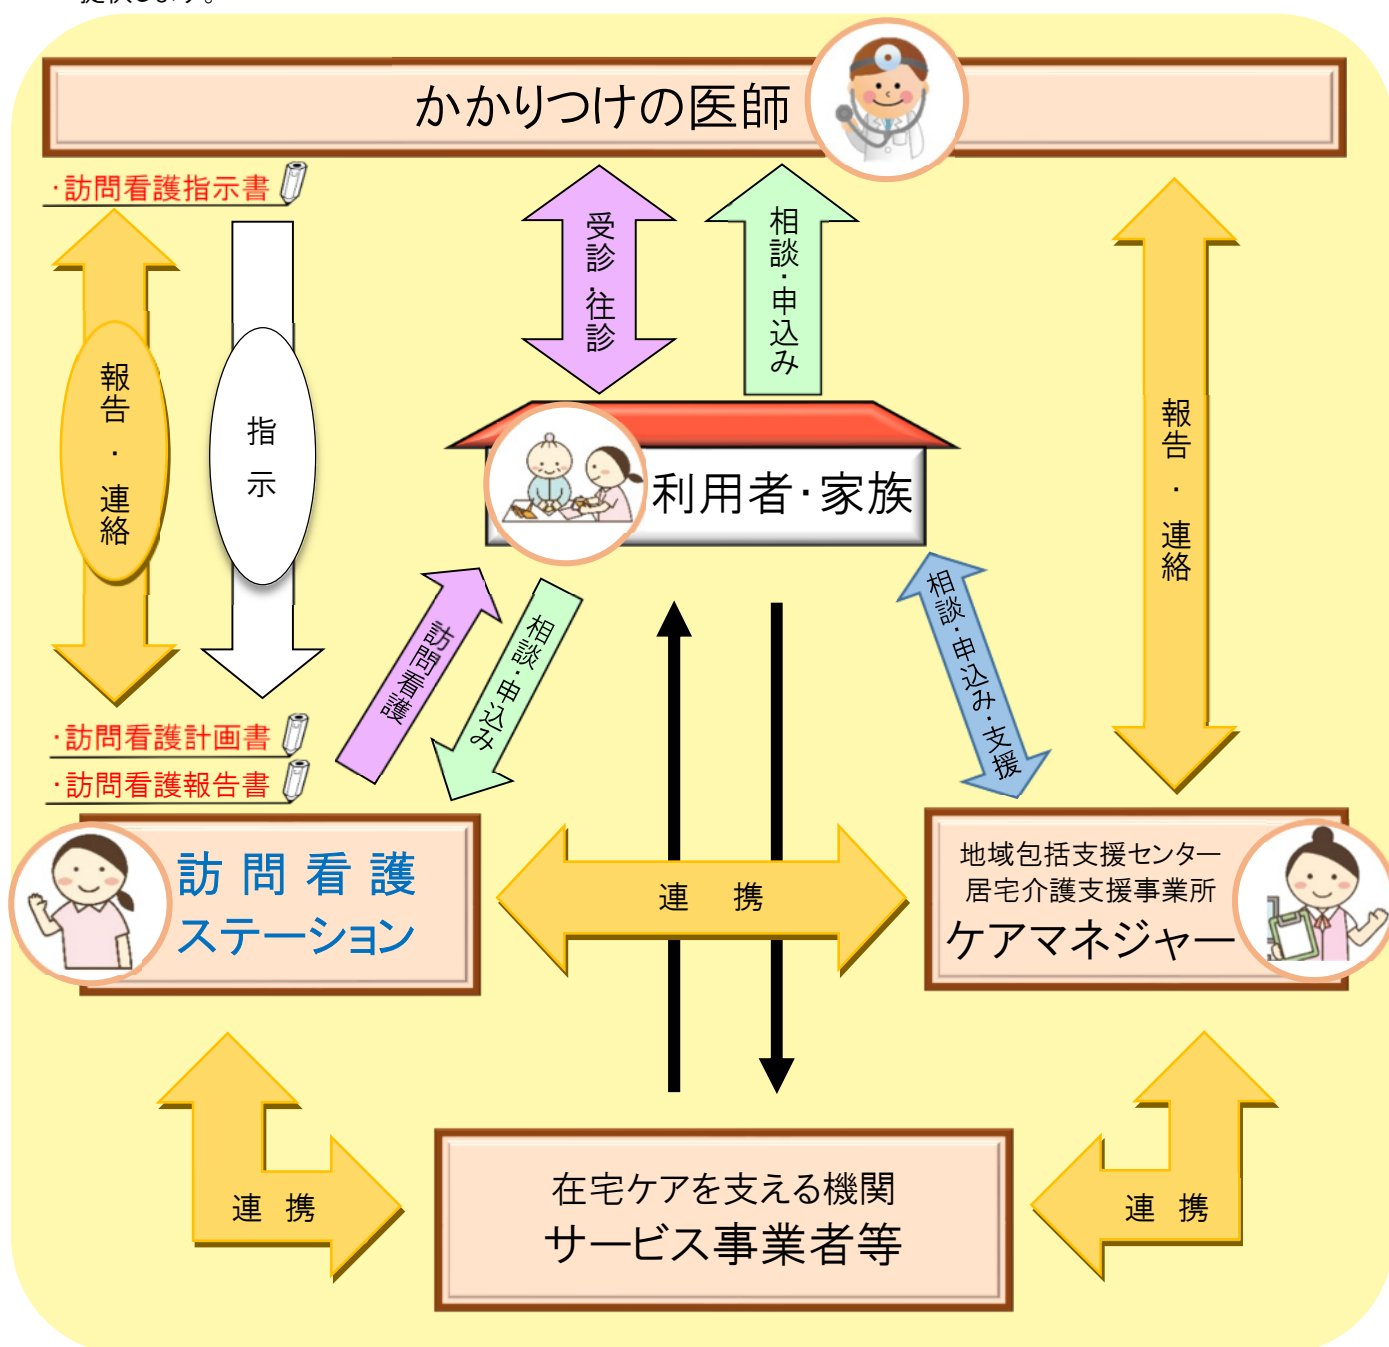 提供します。
かかりつけの医師
・訪問看護指示書
受診・往診
相談・申込み
報告・連絡
指示
報告・連絡
利用者・家族
訪問看護
相談・申込み
相談・申込み・支援
・訪問看護計画書
・訪問看護報告書
訪問看護
ステーション
連携
地域包括支援センター
居宅介護支援事業所
ケアマネジャー
連携
連携
在宅ケアを支える機関
サービス事業者等